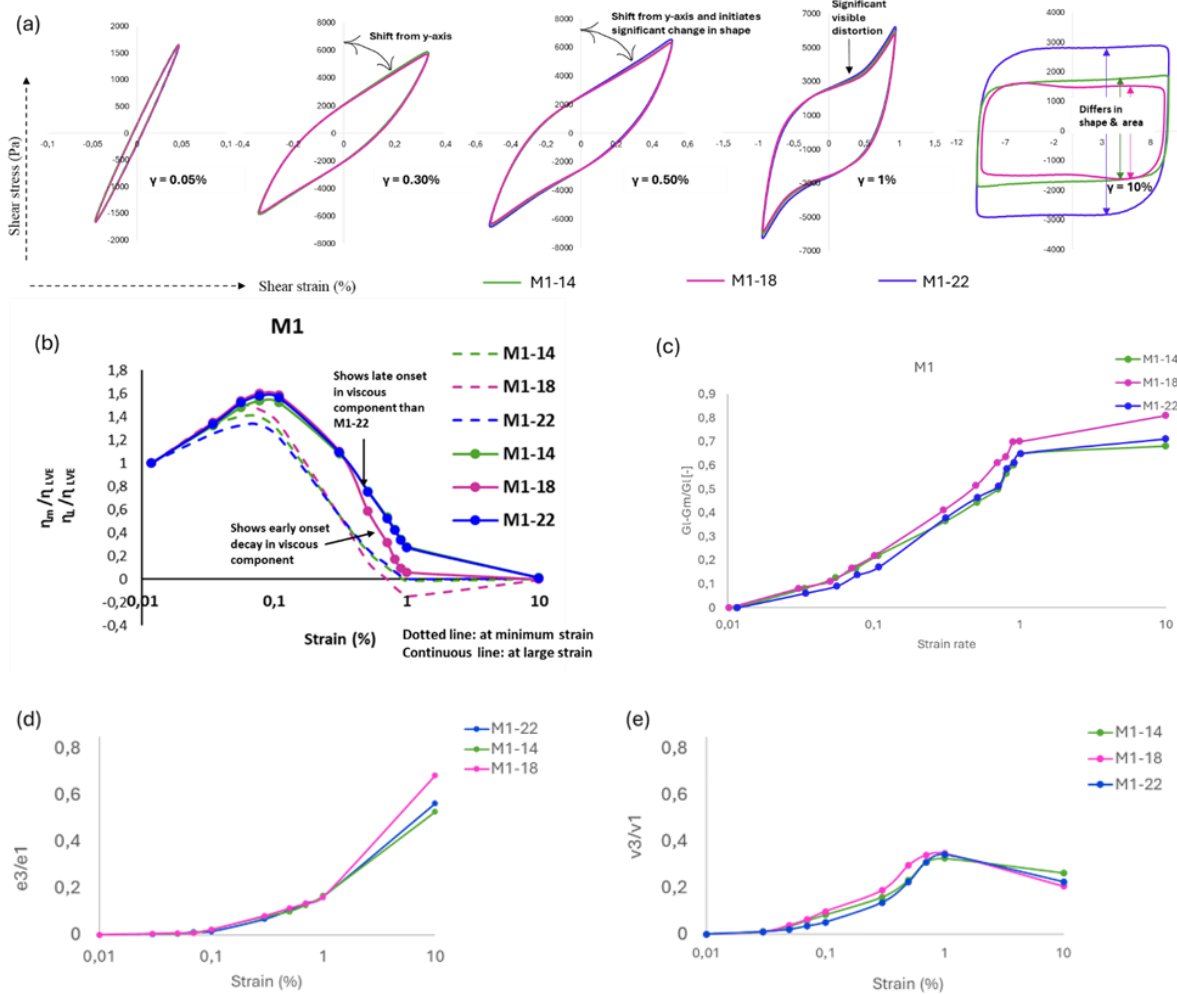 (a)
Shear stress (Pa)
2000
1500
1000
500
0
-500
-1000
-1500
-2000
-0,1
-0,05
0
0,05
0,1
γ = 0.05%
Shift from y-axis
8000
6000
4000
2000
0
-2000
-4000
-6000
-8000
-0,4
-0,2
0
0,2
0,4
γ = 0.30%
Shift from y-axis and initiates
significant change in shape
8000
6000
4000
2000
0
-2000
-4000
-6000
-8000
-0,6
-0,4
-0,2
0
0,2
0,4
0,6
γ = 0.50%
Significant
visible
distortion
7000
5000
3000
1000
-1000
-3000
-5000
-7000
-1,5
-1
-0,5
0
0,5
1
1,5
γ = 1%
4000
3000
2000
1000
0
-1000
-2000
-3000
-4000
-12
-7
-2
3
8
Differs in
shape & area
γ = 10%
Shear strain (%)
M1-14
M1-18
M1-22
(b)
M1
ηm/ηLVE
ηL/ηLVE
1,8
1,6
1,4
1,2
1
0,8
0,6
0,4
0,2
0
-0,2
-0,4
0,01
0,1
1
10
Strain (%)
Shows late onset
in viscous
component than
M1-22
Shows early onset
decay in viscous
component
M1-14
M1-18
M1-22
M1-14
M1-18
M1-22
Dotted line: at minimum strain
Continuous line: at large strain
(c)
M1
M1-14
M1-18
M1-22
Gl-Gm/Gl[-]
0,9
0,8
0,7
0,6
0,5
0,4
0,3
0,2
0,1
0
0,01
0,1
1
10
Strain rate
(d)
M1-22
M1-14
M1-18
e3/e1
0,8
0,6
0,4
0,2
0
0,01
0,1
1
10
Strain (%)
(e)
M1-14
M1-18
M1-22
v3/v1
0,8
0,6
0,4
0,2
0
0,01
0,1
1
10
Strain (%)